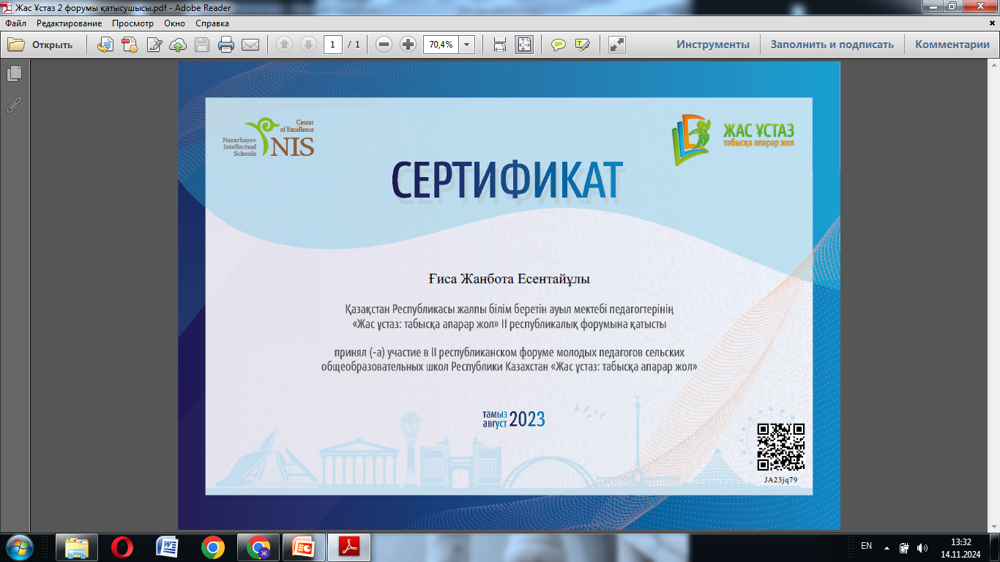 Жас Ұстаз 2 форумы қатысушысы.pdf - Adobe Reader
Файл Редактирование Просмотр Окно Справка
Открыть 1 / 1 70,4% Инструменты Заполнить и подписать Комментарии
Nazarbayev
Intellectual
Schools
NIS
Center
of Excellence
ЖАС ҰСТАЗ
табысқа апарар жол
СЕРТИФИКАТ
Ғиса Жанбота Есентайұлы
Қазақстан Республикасы жалпы білім беретін ауыл мектебі педагогтерінің
«Жас ұстаз: табысқа апарар жол» II республикалық форумына қатысты
принял (-а) участие в II республиканском форуме молодых педагогов сельских
общеобразовательных школ Республики Казахстан «Жас ұстаз: табысқа апарар жол»
тамыз
август 2023
JA23jq79
EN
13:32
14.11.2024